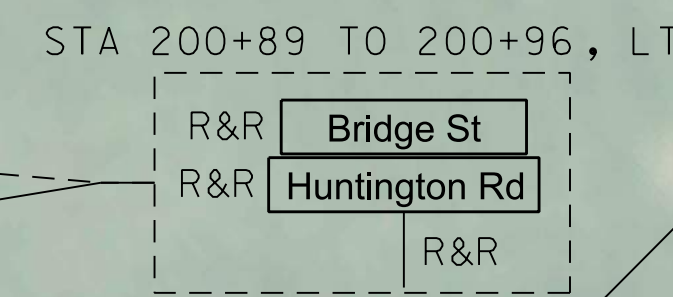 STA 200+89 TO 200+96, LT
R&R Bridge St
R&R Huntington Rd
R&R